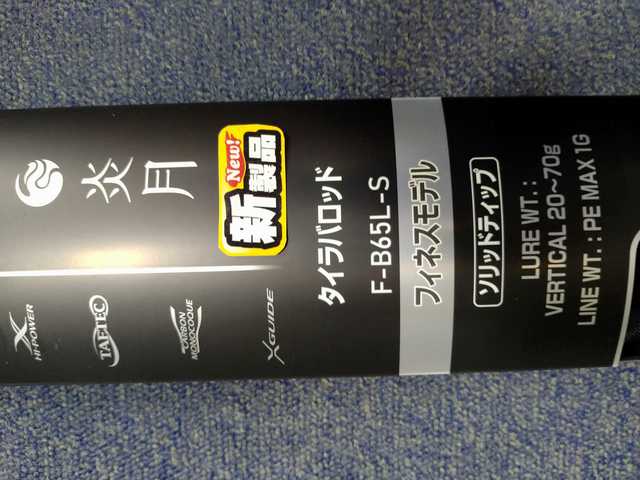 炎月
New!
新製品
X
HI-POWER
TAFTEC
CARBON
MONOCOQUE
XGUIDE
タイラバロッド
F-B65L-S
フィネスモデル
ソリッドティップ
LURE WT.:
VERTICAL 20~70g
LINE WT.: PE MAX 1G